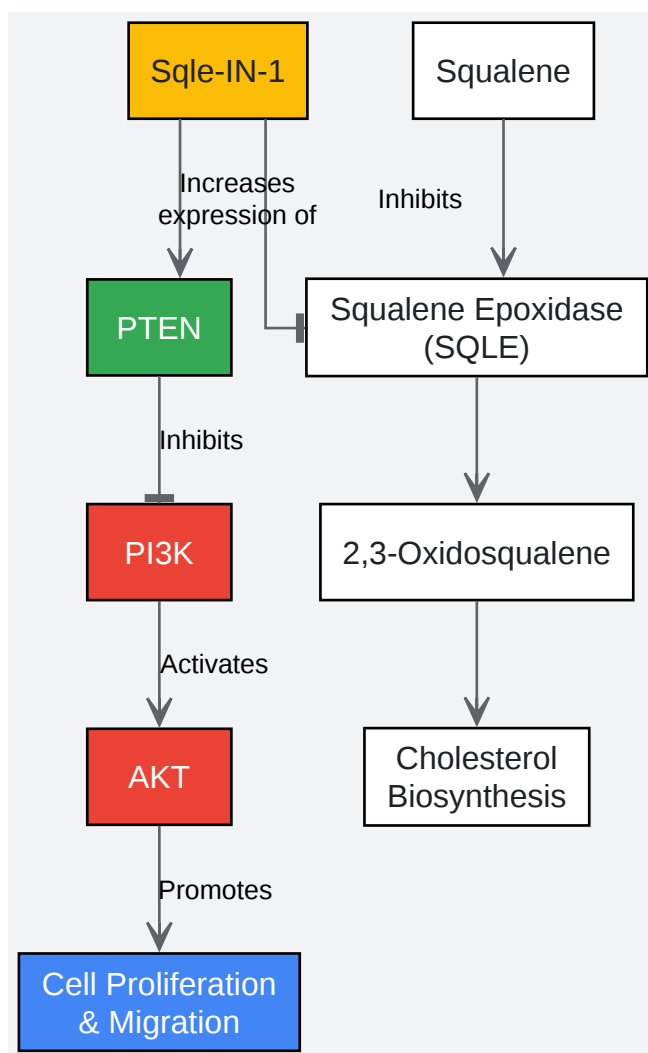 Sqle-IN-1
Squalene
Increases
expression of
Inhibits
PTEN
Squalene Epoxidase
(SQLE)
Inhibits
PI3K
2,3-Oxidosqualene
Activates
AKT
Cholesterol
Biosynthesis
Promotes
Cell Proliferation
& Migration